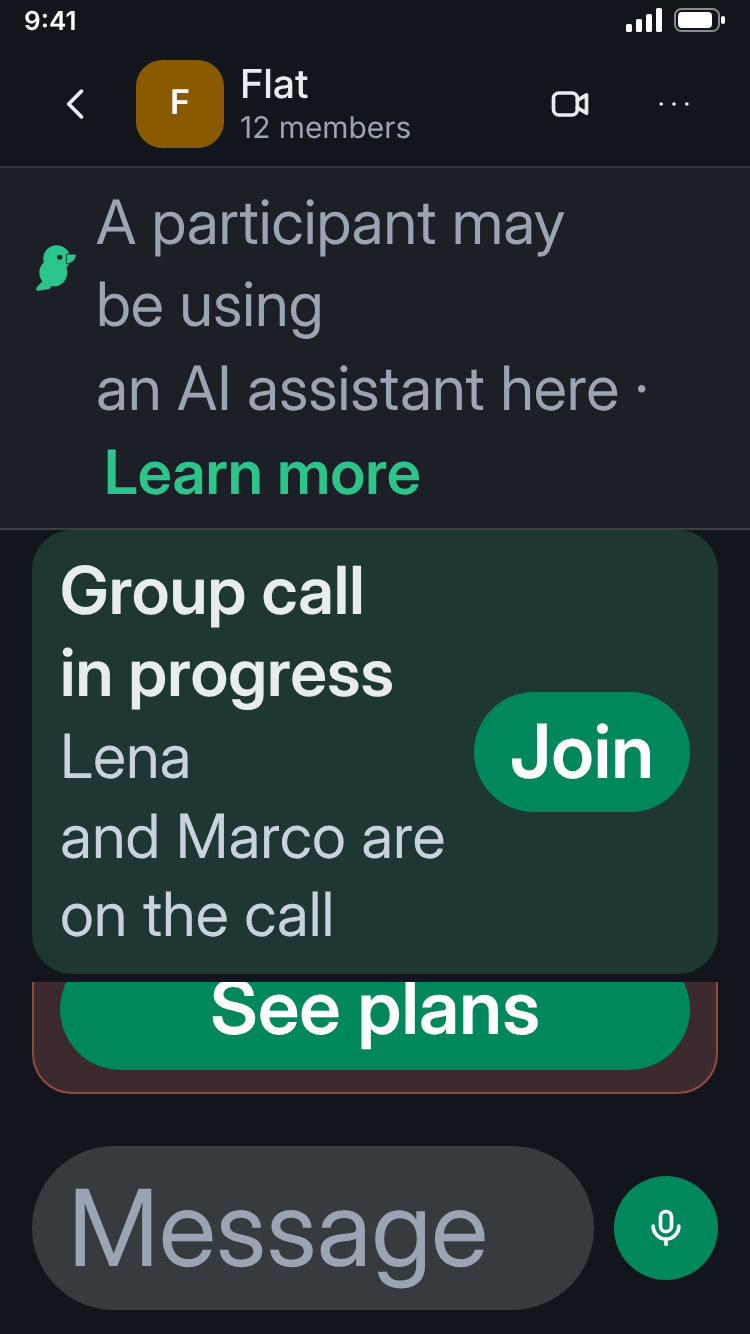 9:41
F
Flat
12 members
...
A participant may
be using
an AI assistant here ·
Learn more
Group call
in progress
Lena
and Marco are
on the call
Join
See plans
Message